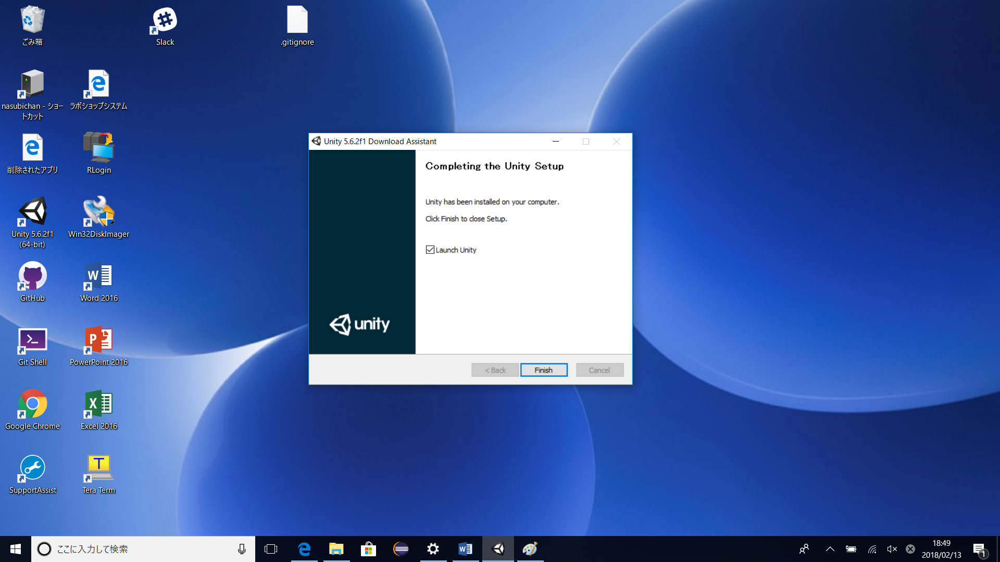 ごみ箱
Slack
.gitignore
nasubichan - ショー
トカット
ラボショップシステム
削除されたアプリ
RLogin
Unity 5.6.2f1
(64-bit)
Win32DiskImager
GitHub
Word 2016
Git Shell
PowerPoint 2016
Google Chrome
Excel 2016
SupportAssist
Tera Term
Unity 5.6.2f1 Download Assistant
Completing the Unity Setup
Unity has been installed on your computer.
Click Finish to close Setup.
Launch Unity
unity
< Back
Finish
Cancel
ここに入力して検索
18:49
2018/02/13
1